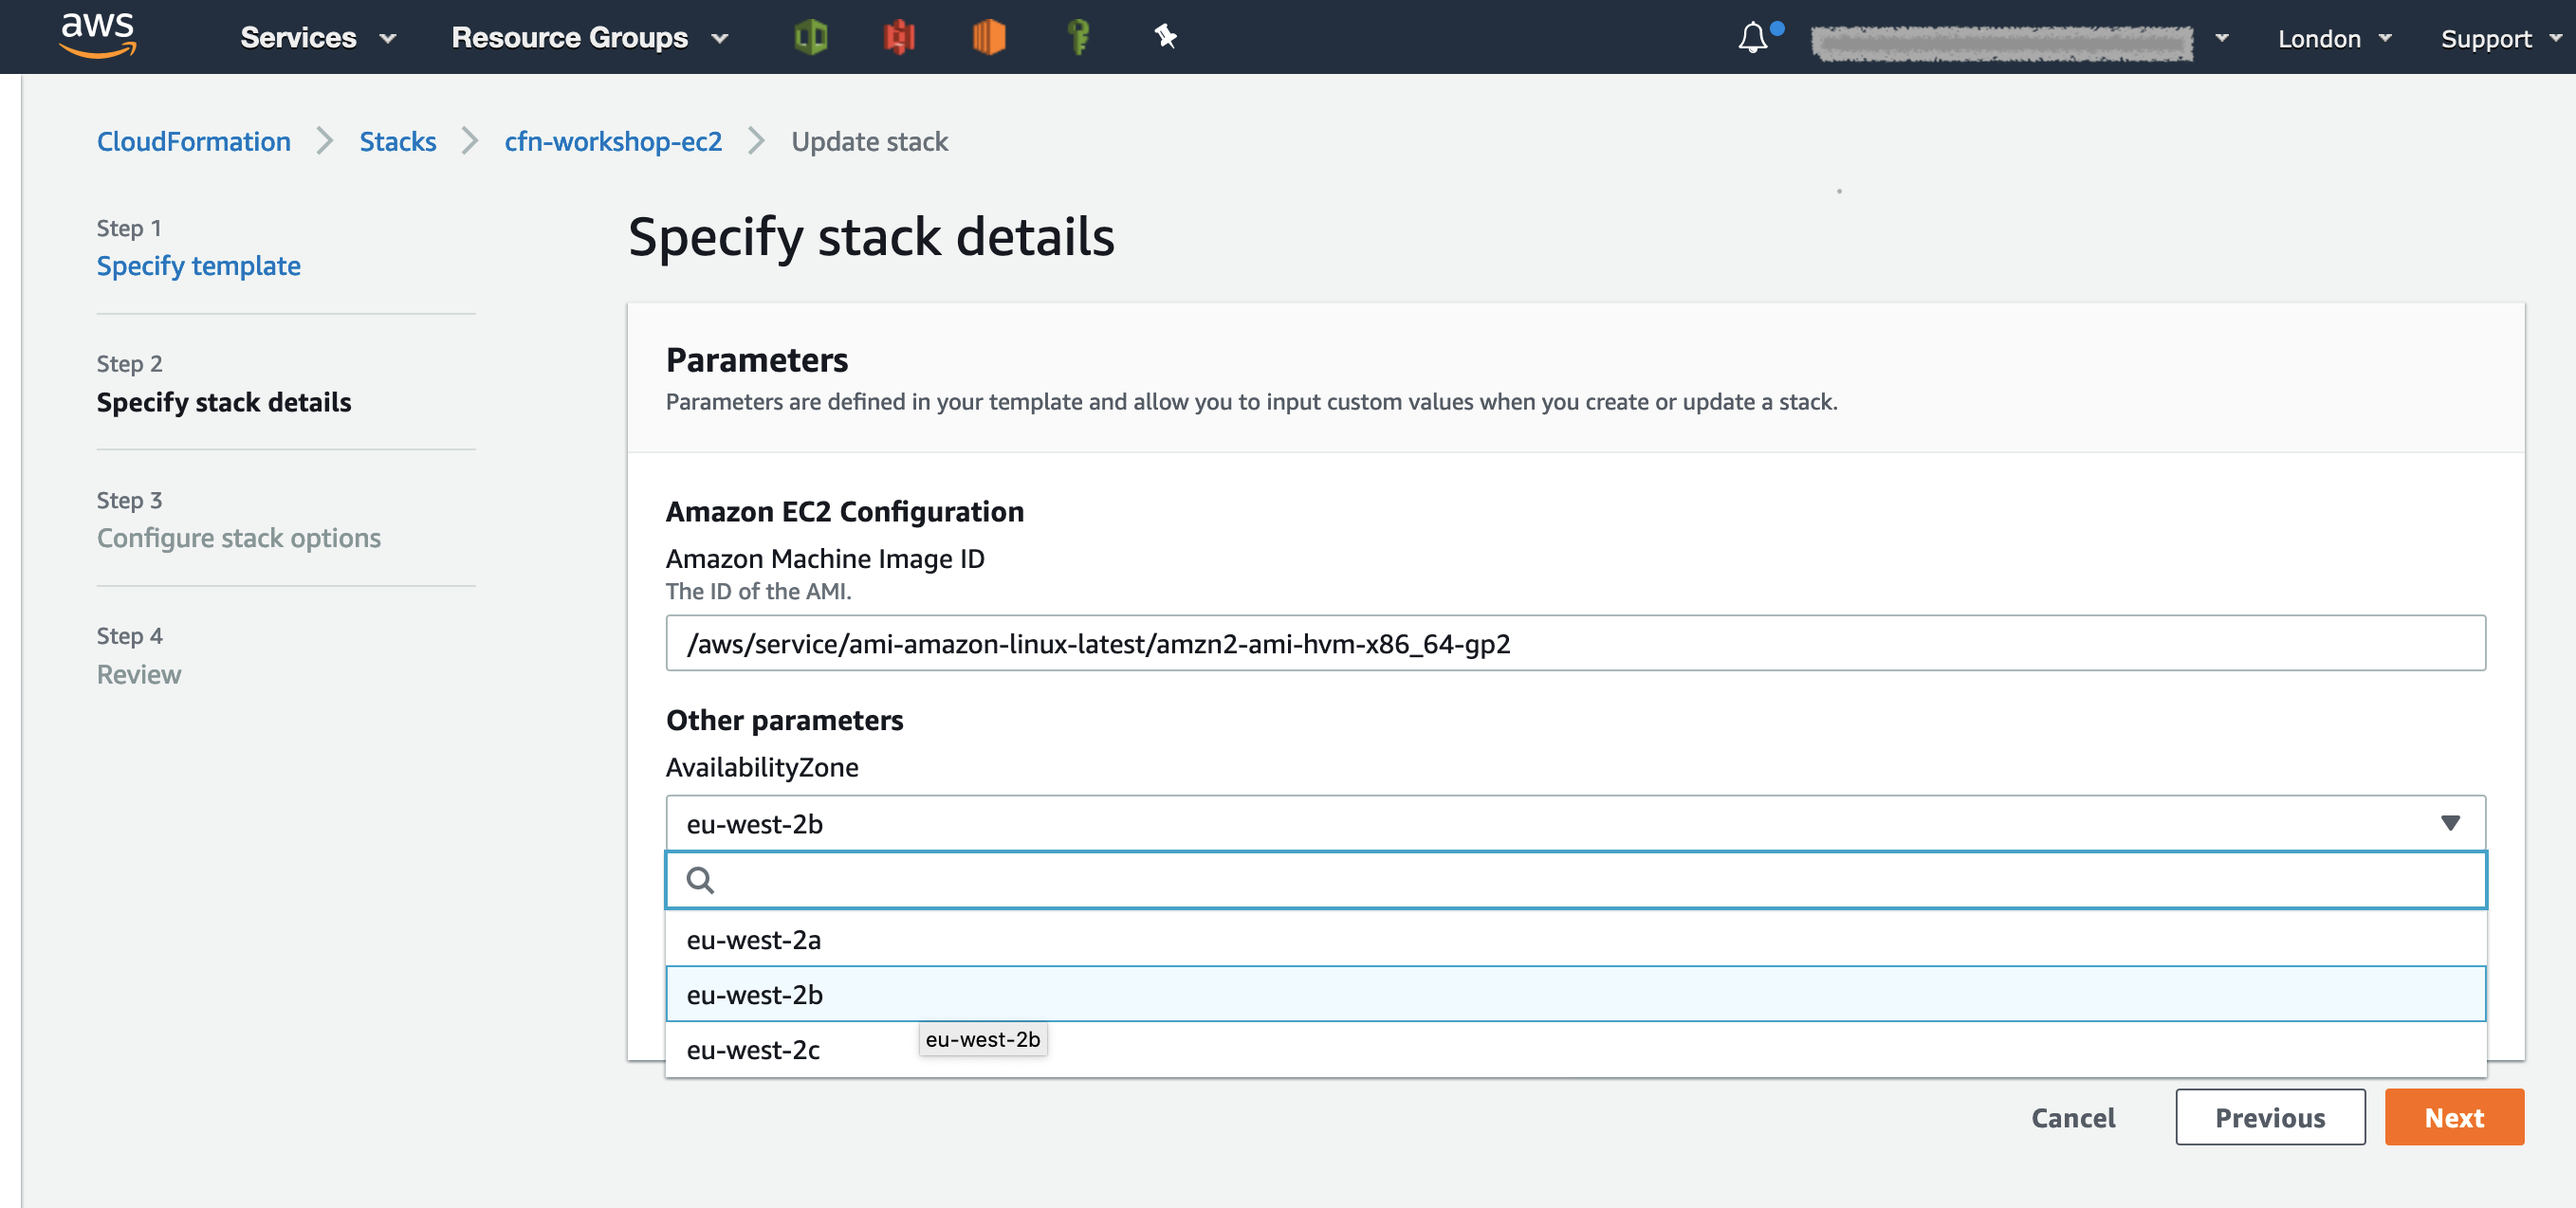 aws Services Resource Groups London Support
CloudFormation Stacks cfn-workshop-ec2 Update stack
Step 1
Specify template
Step 2
Specify stack details
Step 3
Configure stack options
Step 4
Review
Specify stack details
Parameters
Parameters are defined in your template and allow you to input custom values when you create or update a stack.
Amazon EC2 Configuration
Amazon Machine Image ID
The ID of the AMI.
/aws/service/ami-amazon-linux-latest/amzn2-ami-hvm-x86_64-gp2
Other parameters
AvailabilityZone
eu-west-2b
eu-west-2a
eu-west-2b
eu-west-2b
eu-west-2c
Cancel Previous Next